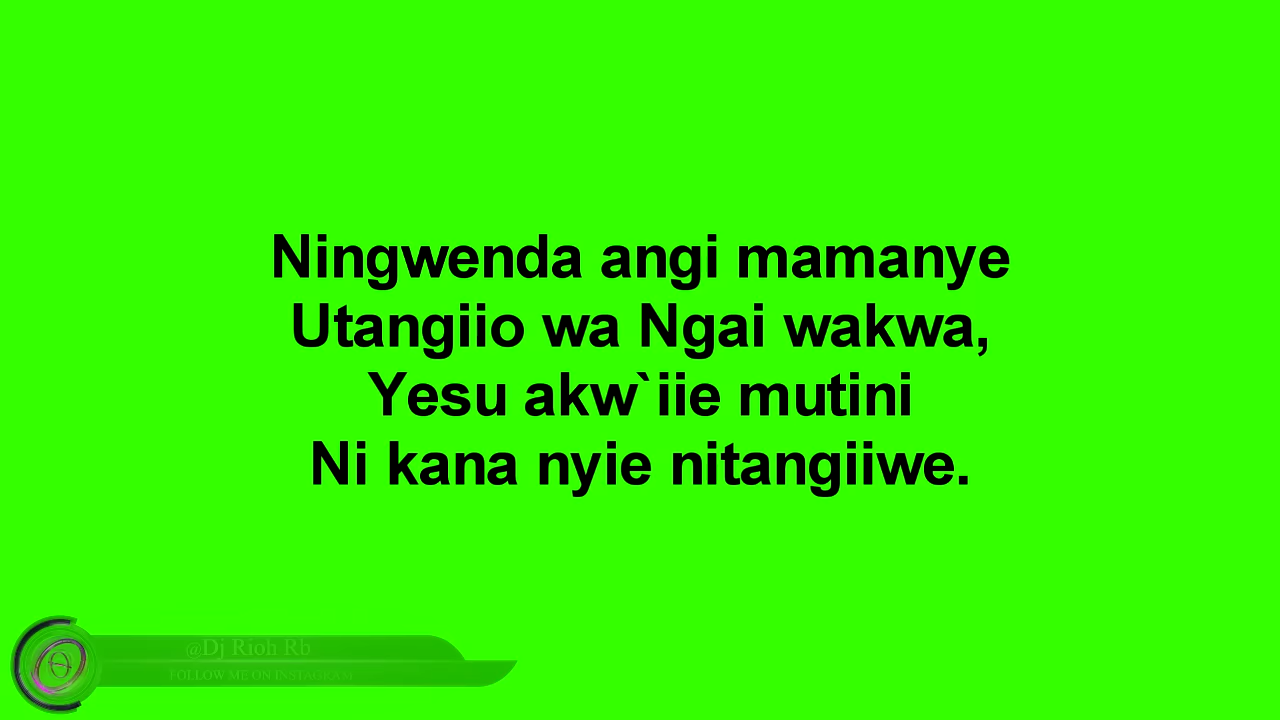 Ningwenda angi mamanye
Utangiio wa Ngai wakwa,
Yesu akw`iie mutini
Ni kana nyie nitangiiwe.
@Dj Rioh Rb
FOLLOW ME ON INSTAGRAM